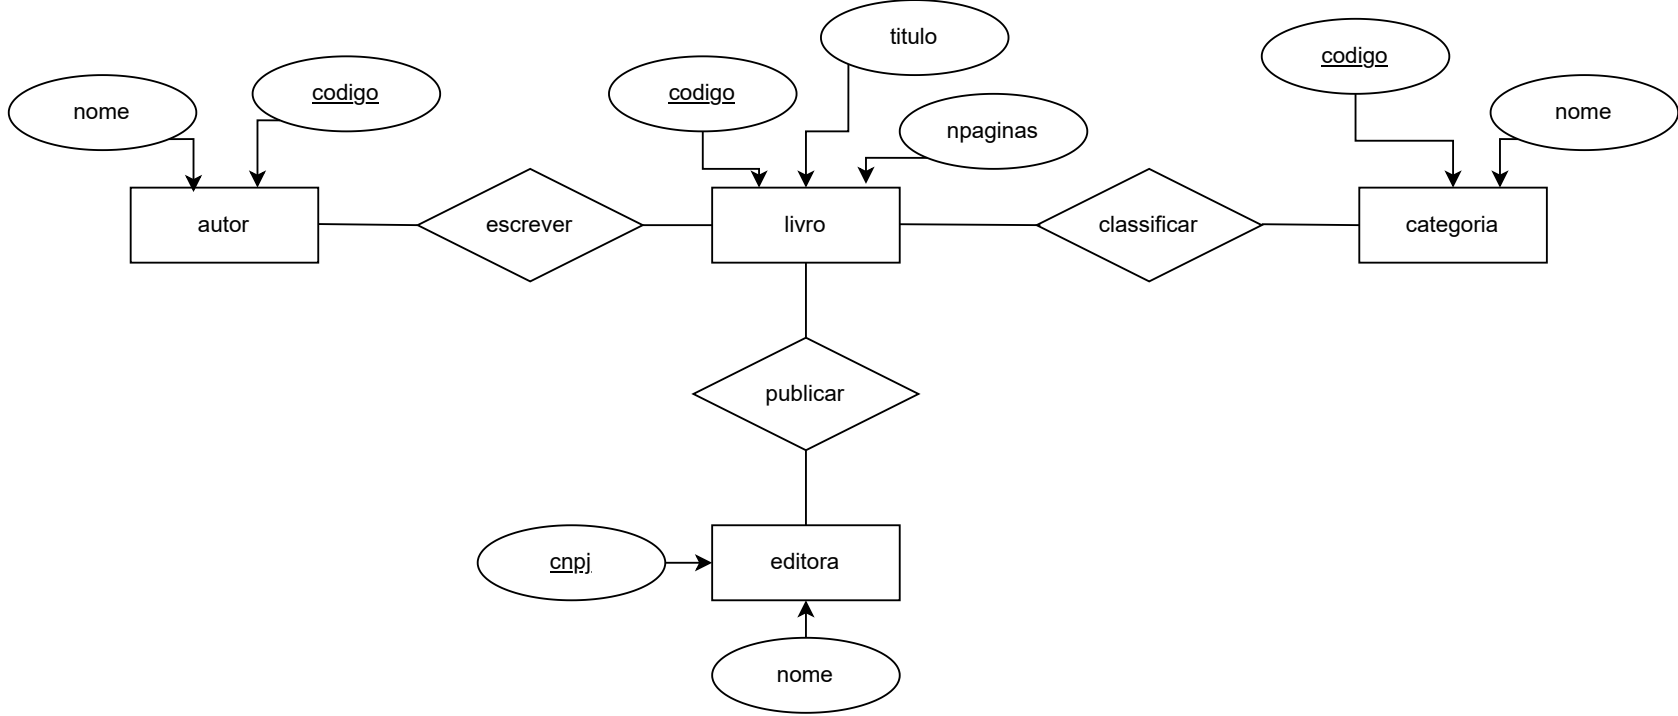 titulo
codigo
codigo
codigo
nome
nome
npaginas
autor
escrever
livro
classificar
categoria
publicar
cnpj
editora
nome